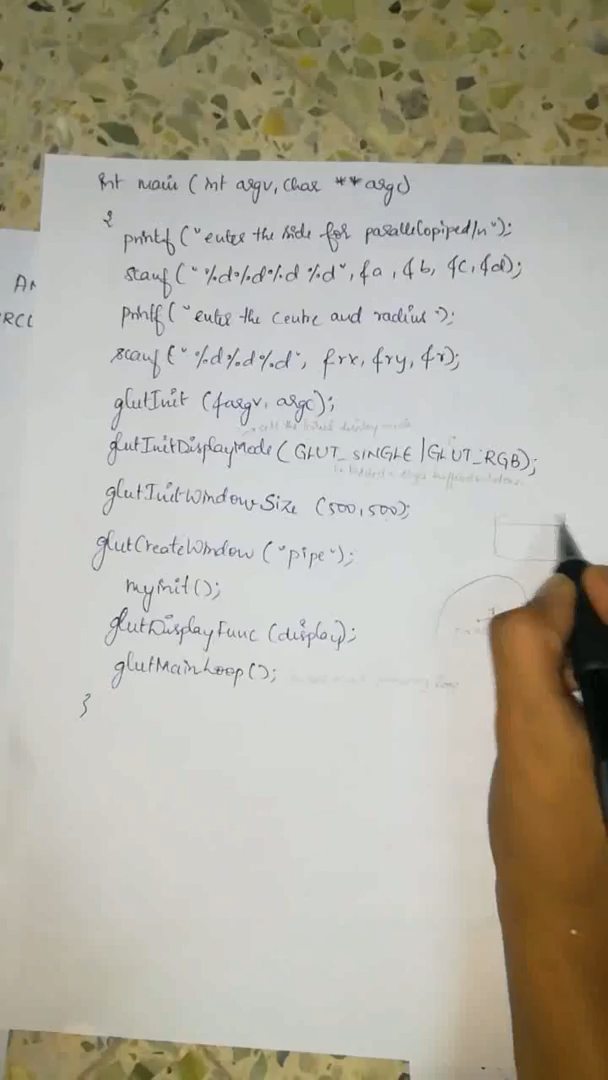 int main (int argv, char **argc)
{
printf ("enter the side for parallelopiped/n");
scanf ("%d%d%d %d", &a, &b, &c, &d);
printf ("enter the centre and radius");
scanf ("%d%d%d", &rx, &ry, &r);
glutInit (&argv, argc);
glutInitDisplayMode (GLUT_SINGLE | GLUT_RGB);
glutInitWindowSize (500, 500);
glutCreateWindow ("pipe");
myinit();
glutDisplayFunc (display);
glutMainLoop ();
}